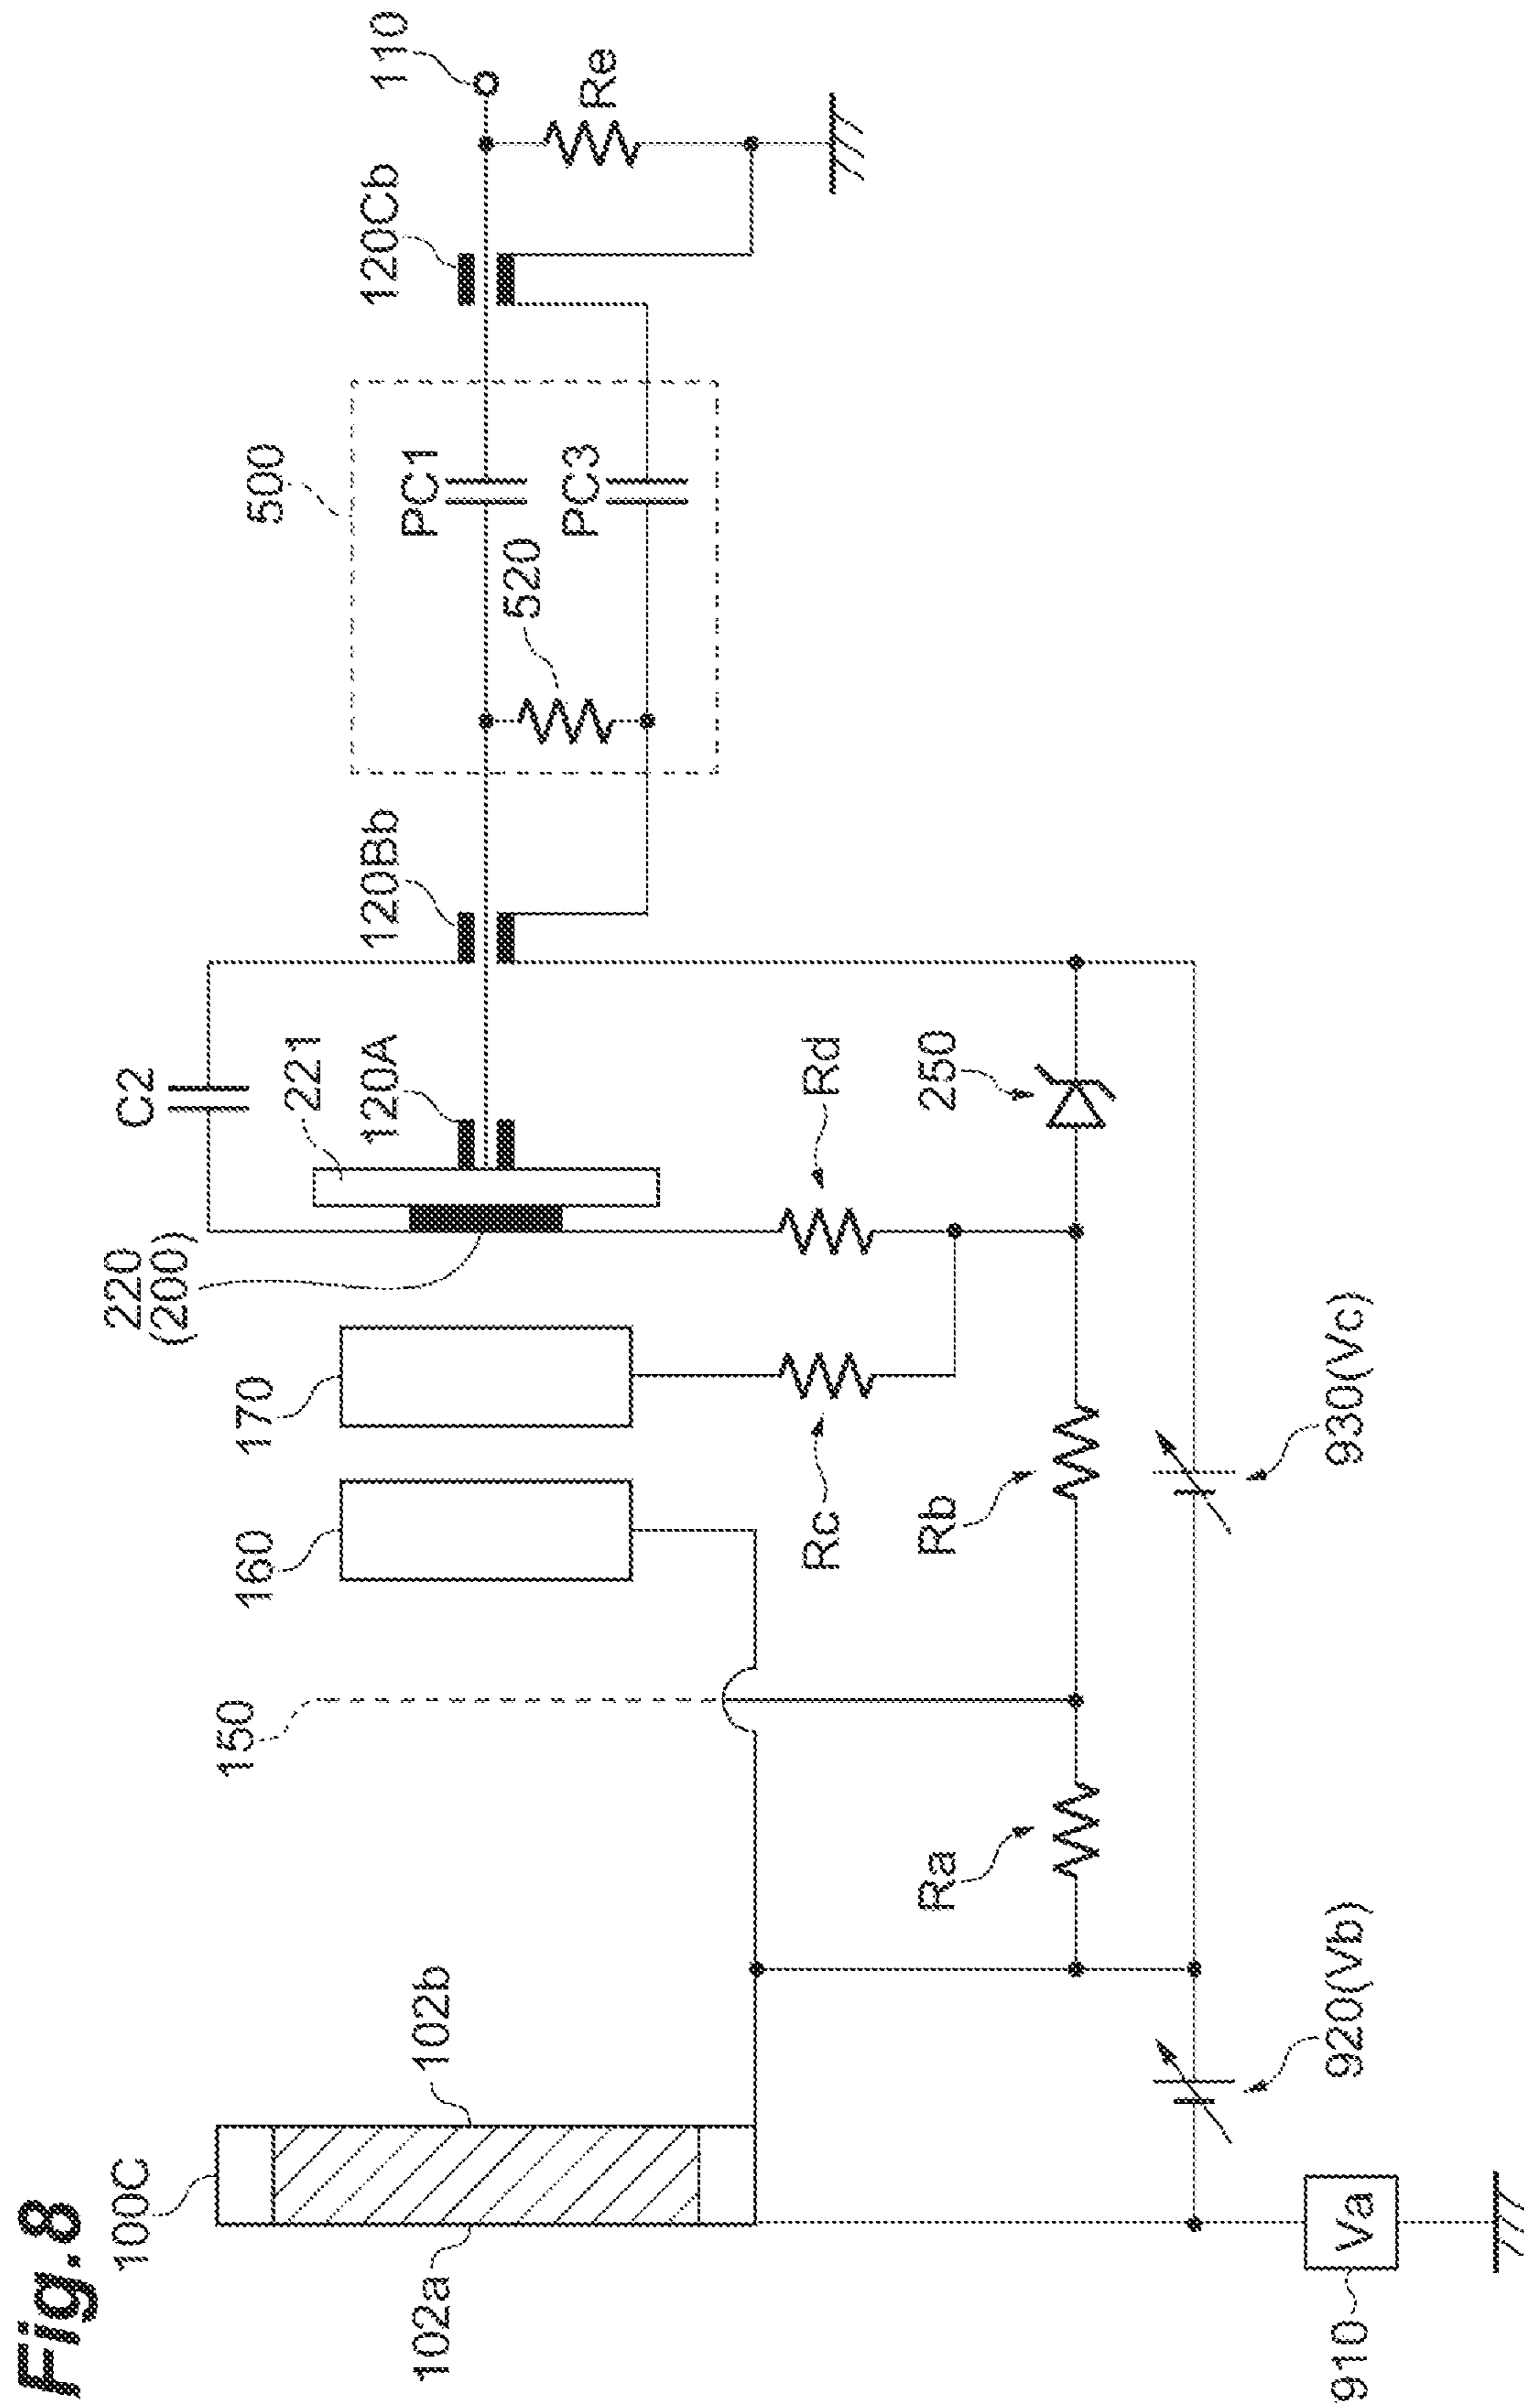 Fig.8
100C
102a
102b
150
160
170
220
(200)
C2
221
120A
120Bb
500
PC1
520
PC3
120Cb
110
Re
Rd
Rc
250
Rb
Ra
930(Vc)
920(Vb)
Va
910